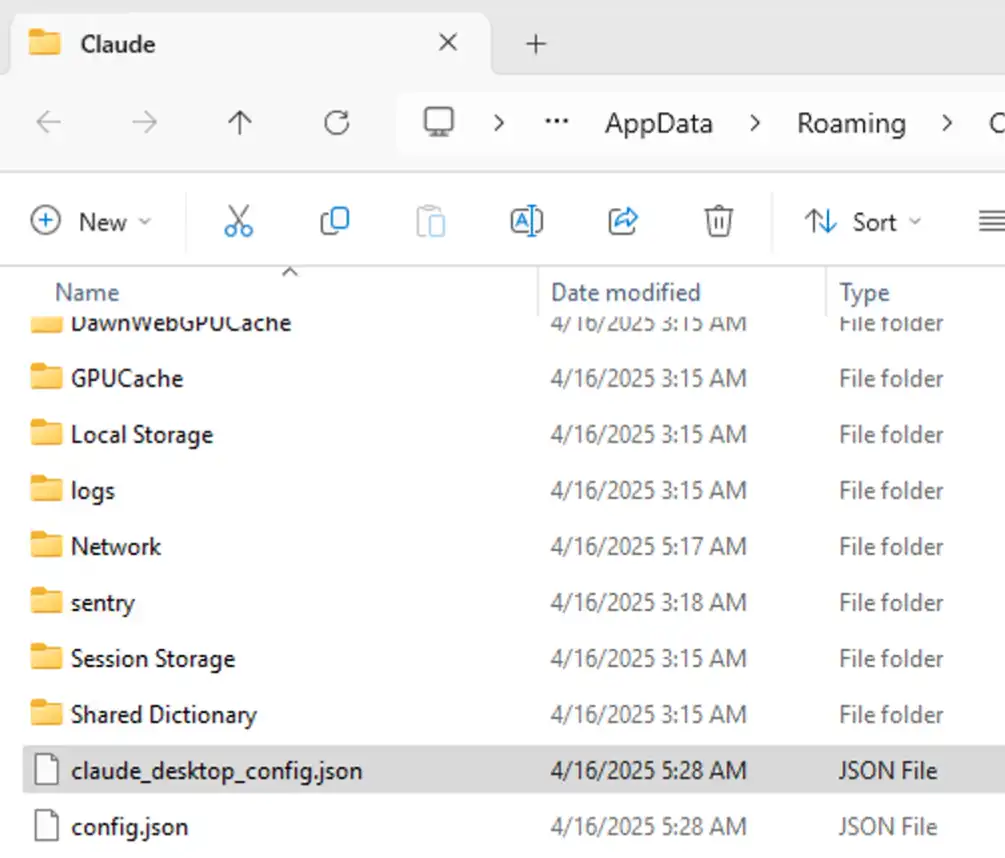 Claude
AppData > Roaming >
New
Sort
Name Date modified Type
DawnWebGPUCache 4/16/2025 3:15 AM File folder
GPUCache 4/16/2025 3:15 AM File folder
Local Storage 4/16/2025 3:15 AM File folder
logs 4/16/2025 3:15 AM File folder
Network 4/16/2025 5:17 AM File folder
sentry 4/16/2025 3:18 AM File folder
Session Storage 4/16/2025 3:15 AM File folder
Shared Dictionary 4/16/2025 3:15 AM File folder
claude_desktop_config.json 4/16/2025 5:28 AM JSON File
config.json 4/16/2025 5:28 AM JSON File